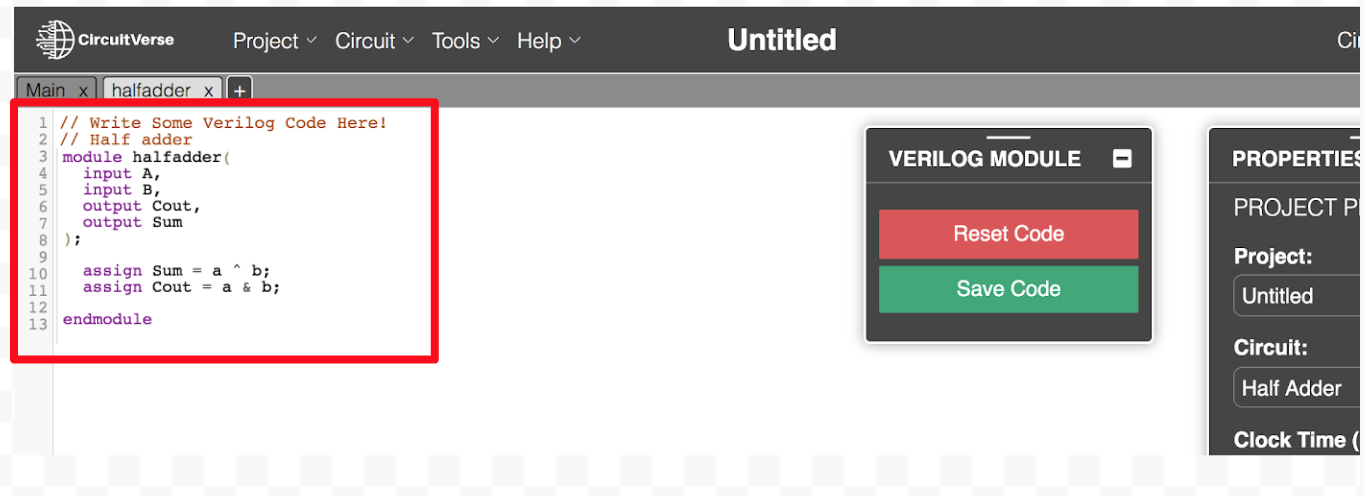 CircuitVerse Project Circuit Tools Help Untitled Ci
Main x halfadder x +
1 // Write Some Verilog Code Here!
2 // Half adder
3 module halfadder(
4 input A,
5 input B,
6 output Cout,
7 output Sum
8 );
9
10 assign Sum = a ^ b;
11 assign Cout = a & b;
12
13 endmodule
VERILOG MODULE
Reset Code
Save Code
PROPERTIES
PROJECT P
Project:
Untitled
Circuit:
Half Adder
Clock Time (